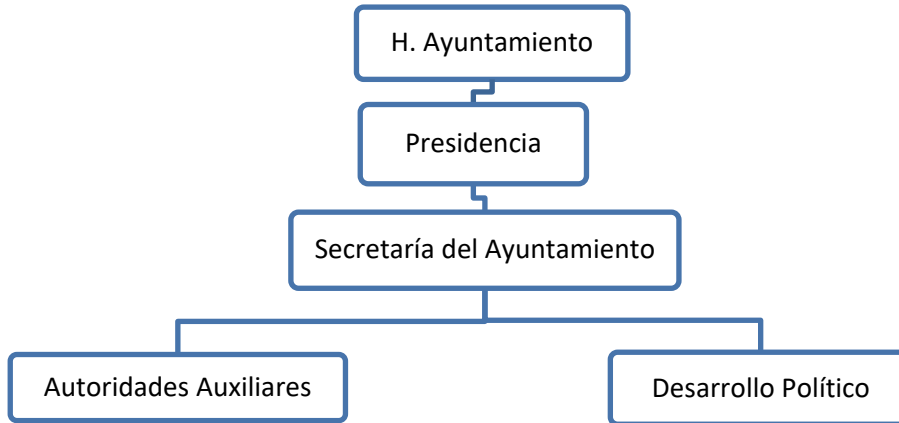 H. Ayuntamiento
Presidencia
Secretaría del Ayuntamiento
Autoridades Auxiliares
Desarrollo Político